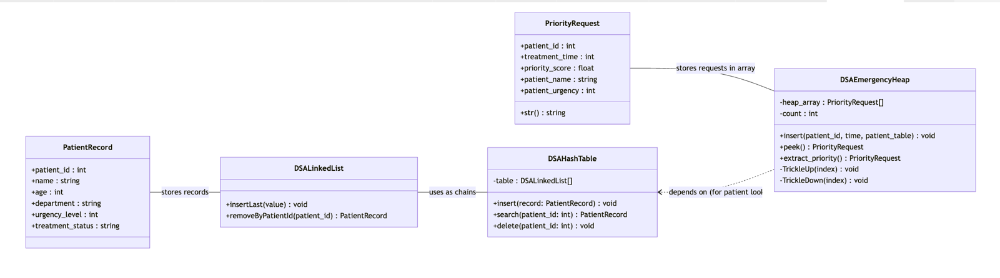 PriorityRequest
+patient_id : int
+treatment_time : int
+priority_score : float
+patient_name : string
+patient_urgency : int
+str() : string
stores requests in array
DSAEmergencyHeap
-heap_array : PriorityRequest[]
-count : int
+insert(patient_id, time, patient_table) : void
+peek() : PriorityRequest
+extract_priority() : PriorityRequest
-TrickleUp(index) : void
-TrickleDown(index) : void
PatientRecord
+patient_id : int
+name : string
+age : int
+department : string
+urgency_level : int
+treatment_status : string
stores records
DSALinkedList
+insertLast(value) : void
+removeByPatientId(patient_id) : PatientRecord
uses as chains
DSAHashTable
-table : DSALinkedList[]
+insert(record: PatientRecord) : void
+search(patient_id: int) : PatientRecord
+delete(patient_id: int) : void
depends on (for patient look